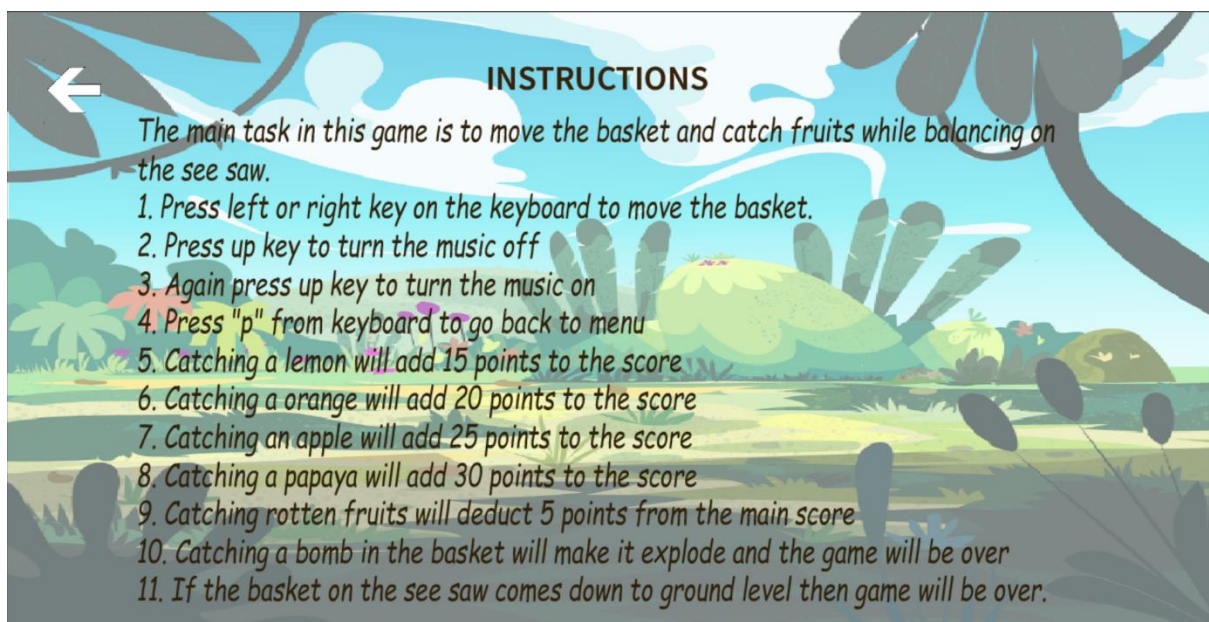 INSTRUCTIONS
The main task in this game is to move the basket and catch fruits while balancing on
the see saw.
1. Press left or right key on the keyboard to move the basket.
2. Press up key to turn the music off
3. Again press up key to turn the music on
4. Press "p" from keyboard to go back to menu
5. Catching a lemon will add 15 points to the score
6. Catching a orange will add 20 points to the score
7. Catching an apple will add 25 points to the score
8. Catching a papaya will add 30 points to the score
9. Catching rotten fruits will deduct 5 points from the main score
10. Catching a bomb in the basket will make it explode and the game will be over
11. If the basket on the see saw comes down to ground level then game will be over.